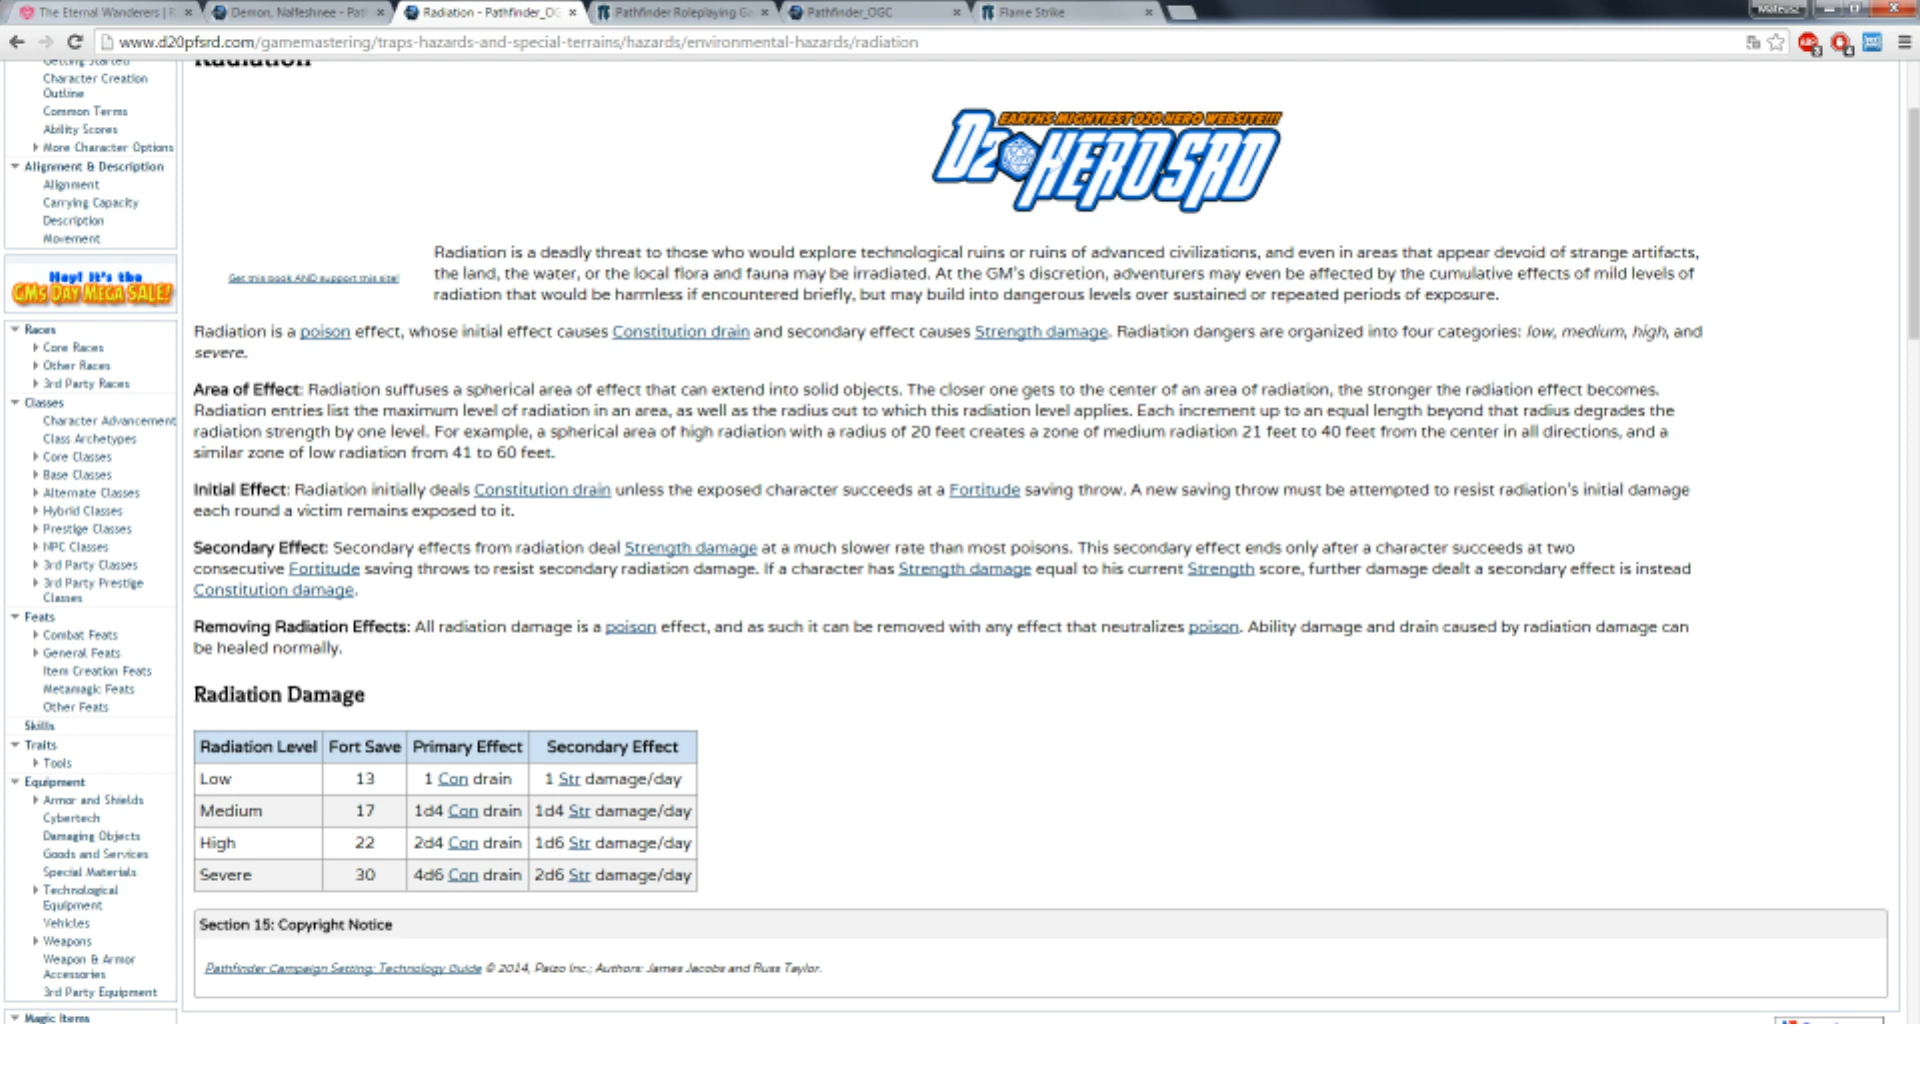 The Eternal Wanderers | R
Demon, Nalfeshnee - Pat
Radiation - Pathfinder_OG
Pathfinder Roleplaying G
Pathfinder_OGC
Flame Strike
Mateusz
www.d20pfsrd.com/gamemastering/traps-hazards-and-special-terrains/hazards/environmental-hazards/radiation
Getting Started
Character Creation
Outline
Common Terms
Ability Scores
More Character Options
Alignment & Description
Alignment
Carrying Capacity
Description
Movement
Hey! It's the
GMs DAY MEGA SALE!
Races
Core Races
Other Races
3rd Party Races
Classes
Character Advancement
Class Archetypes
Core Classes
Base Classes
Alternate Classes
Hybrid Classes
Prestige Classes
NPC Classes
3rd Party Classes
3rd Party Prestige
Classes
Feats
Combat Feats
General Feats
Item Creation Feats
Metamagic Feats
Other Feats
Skills
Traits
Tools
Equipment
Armor and Shields
Cybertech
Damaging Objects
Goods and Services
Special Materials
Technological
Equipment
Vehicles
Weapons
Weapon & Armor
Accessories
3rd Party Equipment
Magic Items
Radiation
EARTHS MIGHTIEST D20 HERO WEBSITE!!!
D20 HERO SRD
Get this book AND support this site!
Radiation is a deadly threat to those who would explore technological ruins or ruins of advanced civilizations, and even in areas that appear devoid of strange artifacts,
the land, the water, or the local flora and fauna may be irradiated. At the GM's discretion, adventurers may even be affected by the cumulative effects of mild levels of
radiation that would be harmless if encountered briefly, but may build into dangerous levels over sustained or repeated periods of exposure.
Radiation is a poison effect, whose initial effect causes Constitution drain and secondary effect causes Strength damage. Radiation dangers are organized into four categories: low, medium, high, and
severe.
Area of Effect: Radiation suffuses a spherical area of effect that can extend into solid objects. The closer one gets to the center of an area of radiation, the stronger the radiation effect becomes.
Radiation entries list the maximum level of radiation in an area, as well as the radius out to which this radiation level applies. Each increment up to an equal length beyond that radius degrades the
radiation strength by one level. For example, a spherical area of high radiation with a radius of 20 feet creates a zone of medium radiation 21 feet to 40 feet from the center in all directions, and a
similar zone of low radiation from 41 to 60 feet.
Initial Effect: Radiation initially deals Constitution drain unless the exposed character succeeds at a Fortitude saving throw. A new saving throw must be attempted to resist radiation's initial damage
each round a victim remains exposed to it.
Secondary Effect: Secondary effects from radiation deal Strength damage at a much slower rate than most poisons. This secondary effect ends only after a character succeeds at two
consecutive Fortitude saving throws to resist secondary radiation damage. If a character has Strength damage equal to his current Strength score, further damage dealt a secondary effect is instead
Constitution damage.
Removing Radiation Effects: All radiation damage is a poison effect, and as such it can be removed with any effect that neutralizes poison. Ability damage and drain caused by radiation damage can
be healed normally.
Radiation Damage
Radiation Level Fort Save Primary Effect Secondary Effect
Low 13 1 Con drain 1 Str damage/day
Medium 17 1d4 Con drain 1d4 Str damage/day
High 22 2d4 Con drain 1d6 Str damage/day
Severe 30 4d6 Con drain 2d6 Str damage/day
Section 15: Copyright Notice
Pathfinder Campaign Setting: Technology Guide © 2014, Paizo Inc.; Authors: James Jacobs and Russ Taylor.